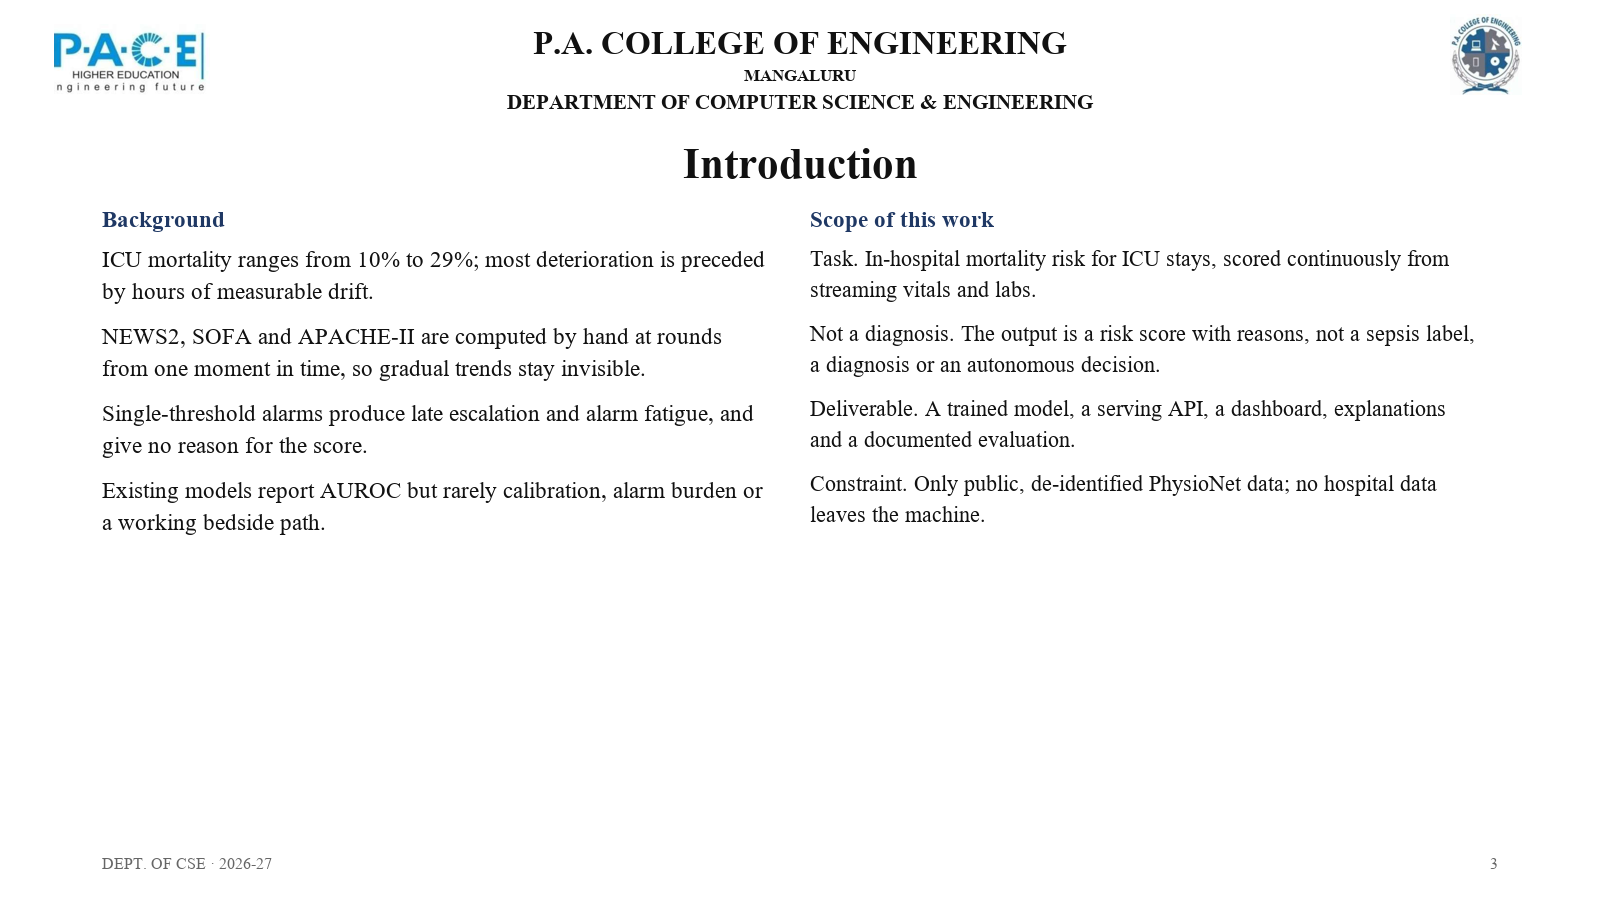 P·A·C·E
HIGHER EDUCATION
ngineering future
P.A. COLLEGE OF ENGINEERING
MANGALURU
DEPARTMENT OF COMPUTER SCIENCE & ENGINEERING
P.A. COLLEGE OF ENGINEERING
Introduction
Background
ICU mortality ranges from 10% to 29%; most deterioration is preceded
by hours of measurable drift.
NEWS2, SOFA and APACHE-II are computed by hand at rounds
from one moment in time, so gradual trends stay invisible.
Single-threshold alarms produce late escalation and alarm fatigue, and
give no reason for the score.
Existing models report AUROC but rarely calibration, alarm burden or
a working bedside path.
Scope of this work
Task. In-hospital mortality risk for ICU stays, scored continuously from
streaming vitals and labs.
Not a diagnosis. The output is a risk score with reasons, not a sepsis label,
a diagnosis or an autonomous decision.
Deliverable. A trained model, a serving API, a dashboard, explanations
and a documented evaluation.
Constraint. Only public, de-identified PhysioNet data; no hospital data
leaves the machine.
DEPT. OF CSE · 2026-27
3